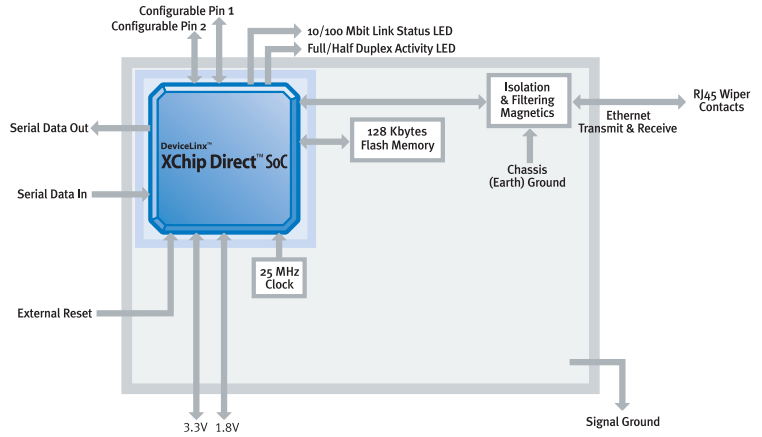 Configurable Pin 1
Configurable Pin 2
10/100 Mbit Link Status LED
Full/Half Duplex Activity LED
Isolation
& Filtering
Magnetics
RJ45 Wiper
Contacts
Ethernet
Transmit & Receive
Serial Data Out
128 Kbytes
Flash Memory
DeviceLinx™
XChip Direct™ SoC
Chassis
(Earth) Ground
Serial Data In
25 MHz
Clock
External Reset
Signal Ground
3.3V 1.8V